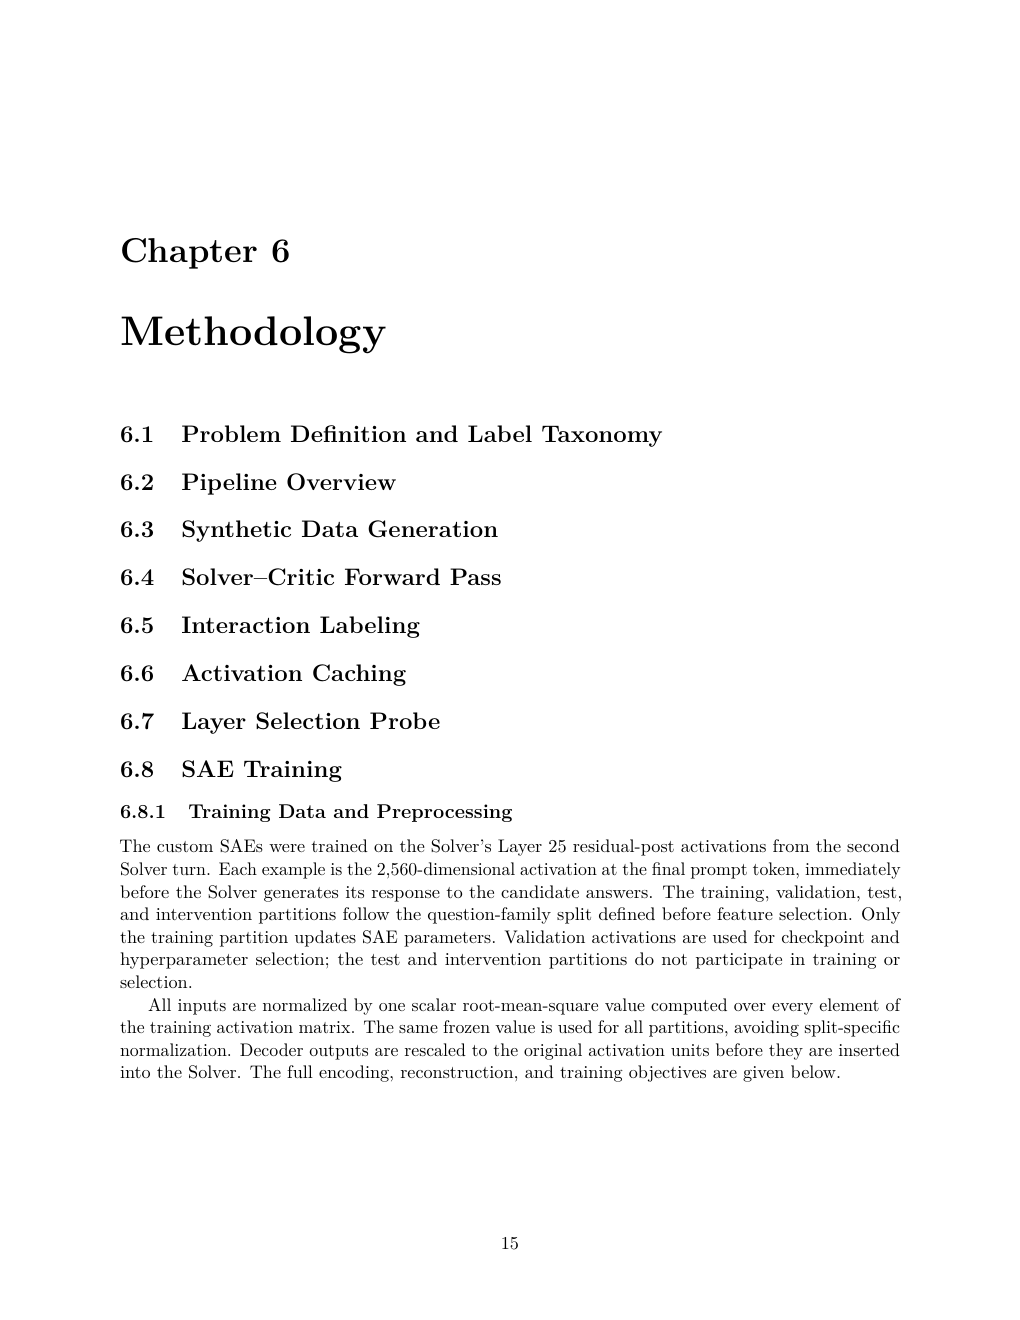 Chapter 6
Methodology
6.1 Problem Definition and Label Taxonomy
6.2 Pipeline Overview
6.3 Synthetic Data Generation
6.4 Solver–Critic Forward Pass
6.5 Interaction Labeling
6.6 Activation Caching
6.7 Layer Selection Probe
6.8 SAE Training
6.8.1 Training Data and Preprocessing
The custom SAEs were trained on the Solver's Layer 25 residual-post activations from the second
Solver turn. Each example is the 2,560-dimensional activation at the final prompt token, immediately
before the Solver generates its response to the candidate answers. The training, validation, test,
and intervention partitions follow the question-family split defined before feature selection. Only
the training partition updates SAE parameters. Validation activations are used for checkpoint and
hyperparameter selection; the test and intervention partitions do not participate in training or
selection.
All inputs are normalized by one scalar root-mean-square value computed over every element of
the training activation matrix. The same frozen value is used for all partitions, avoiding split-specific
normalization. Decoder outputs are rescaled to the original activation units before they are inserted
into the Solver. The full encoding, reconstruction, and training objectives are given below.
15